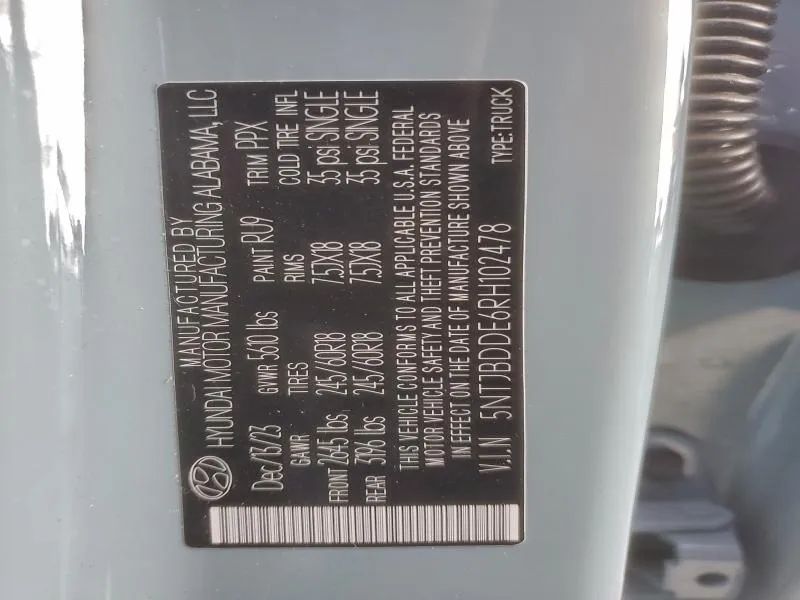 MANUFACTURED BY
HYUNDAI MOTOR MANUFACTURING ALABAMA, LLC
Dec/13/23 GVWR 5601 lbs PAINT RU9 TRIM PPX
GAWR TIRES RIMS COLD TIRE INFL
FRONT 2645 lbs 245/60R18 7.5JX18 35 psi:SINGLE
REAR 3196 lbs 245/60R18 7.5JX18 35 psi:SINGLE
THIS VEHICLE CONFORMS TO ALL APPLICABLE U.S.A. FEDERAL
MOTOR VEHICLE SAFETY AND THEFT PREVENTION STANDARDS
IN EFFECT ON THE DATE OF MANUFACTURE SHOWN ABOVE
V.I.N 5NTJBDDE6RH102478 TYPE:TRUCK